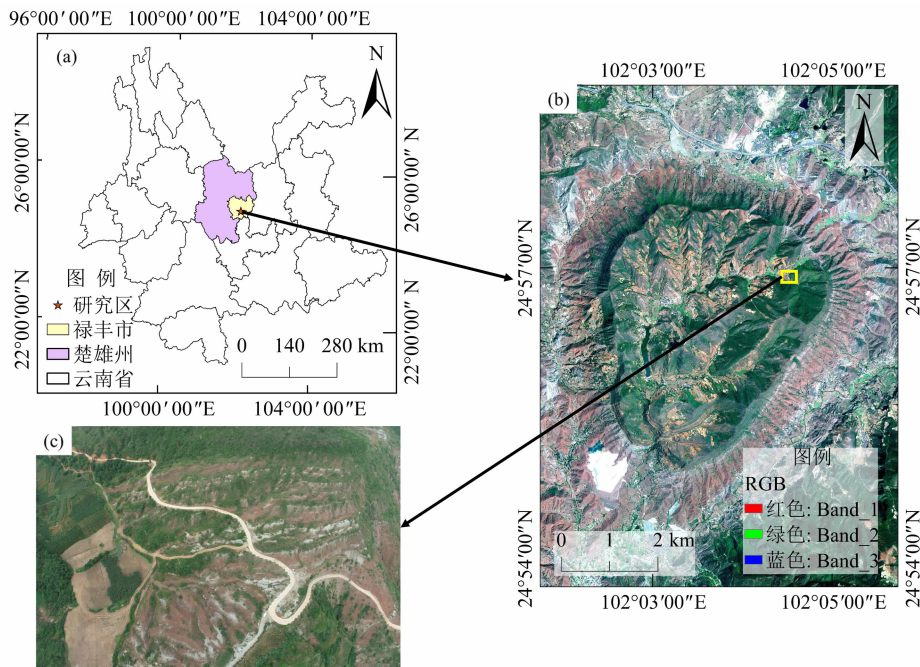 96°00′00″E 100°00′00″E 104°00′00″E
(a)
N
26°00′00″N
22°00′00″N
26°00′00″N
22°00′00″N
图 例
研究区
禄丰市
楚雄州
云南省
0 140 280 km
100°00′00″E 104°00′00″E
102°03′00″E 102°05′00″E
(b)
N
24°57′00″N
24°54′00″N
24°57′00″N
24°54′00″N
图例
RGB
红色: Band_1
绿色: Band_2
蓝色: Band_3
0 1 2 km
102°03′00″E 102°05′00″E
(c)